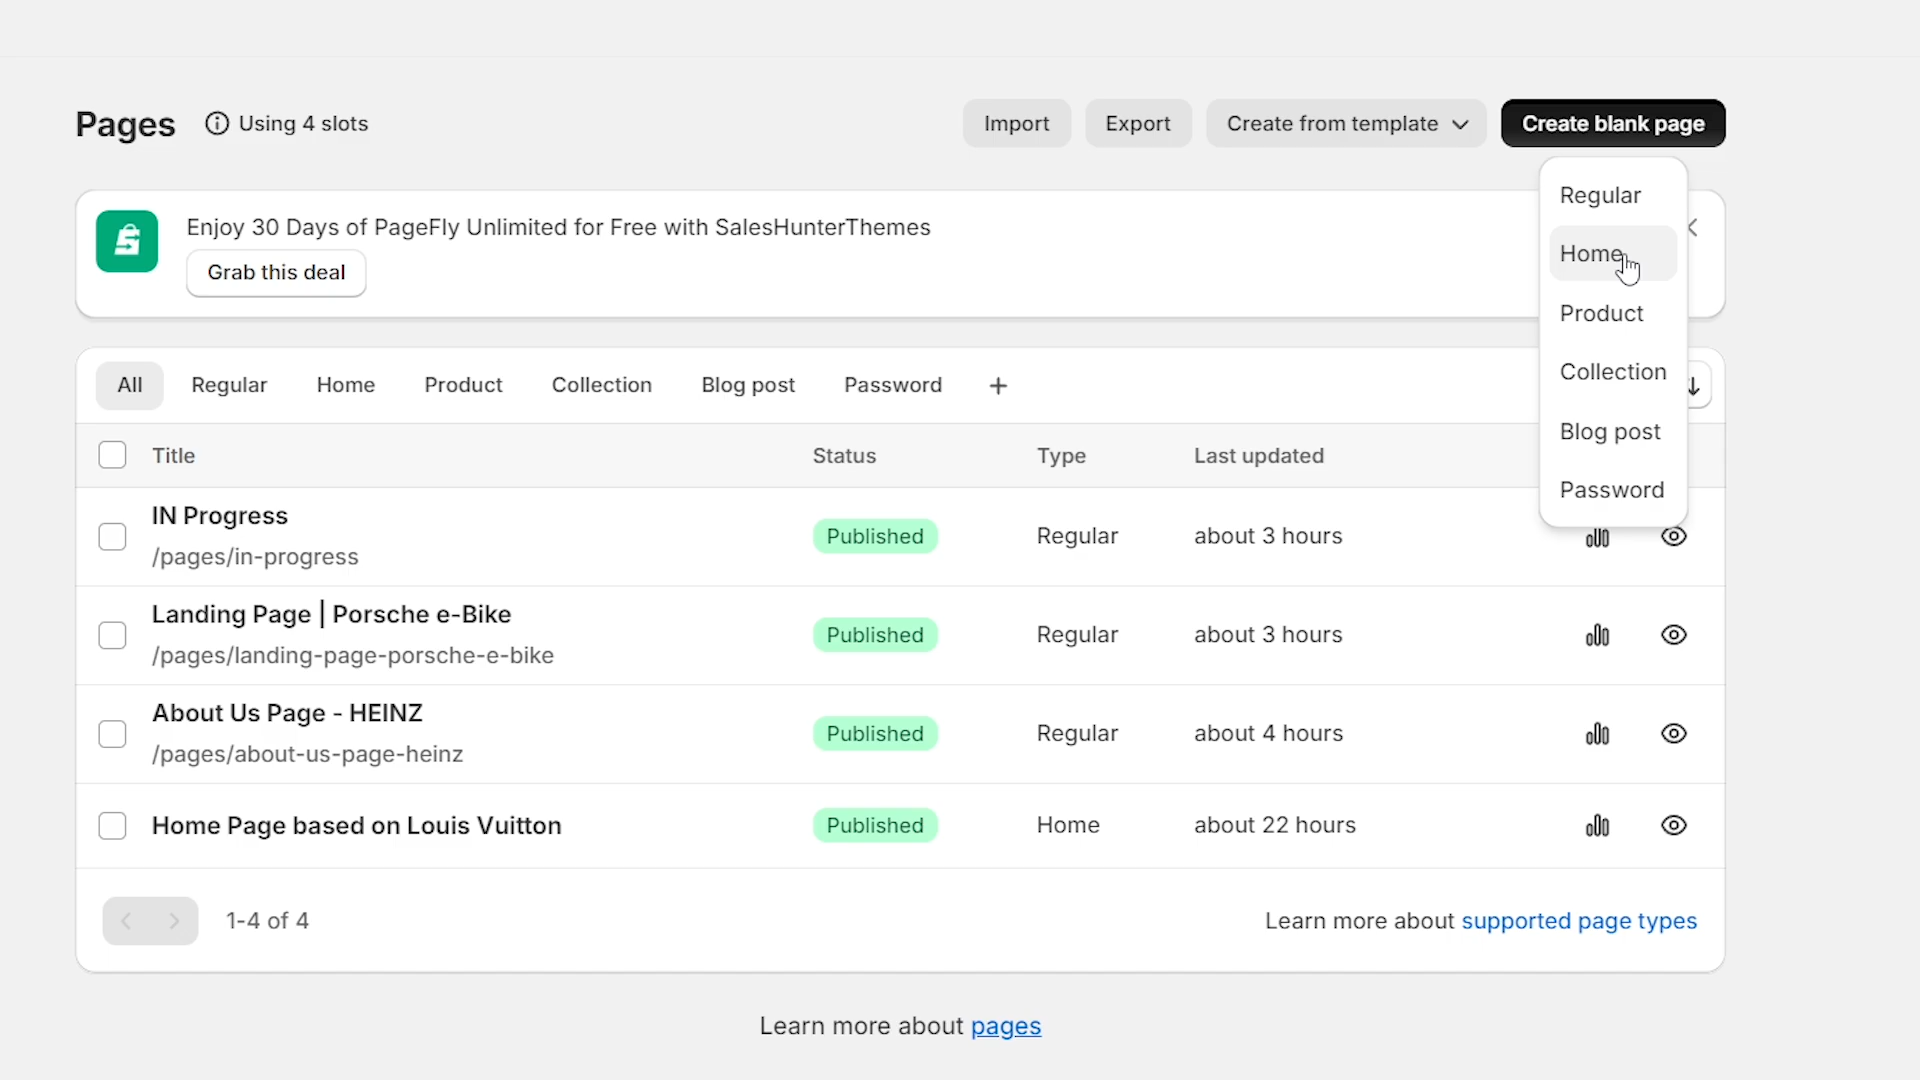 Pages Using 4 slots Import Export Create from template Create blank page
Regular
Enjoy 30 Days of PageFly Unlimited for Free with SalesHunterThemes
Home
Grab this deal
Product
Collection
All Regular Home Product Collection Blog post Password +
Blog post
Title Status Type Last updated
Password
IN Progress
/pages/in-progress
Published Regular about 3 hours
Landing Page | Porsche e-Bike
/pages/landing-page-porsche-e-bike
Published Regular about 3 hours
About Us Page - HEINZ
/pages/about-us-page-heinz
Published Regular about 4 hours
Home Page based on Louis Vuitton Published Home about 22 hours
1-4 of 4 Learn more about supported page types
Learn more about pages